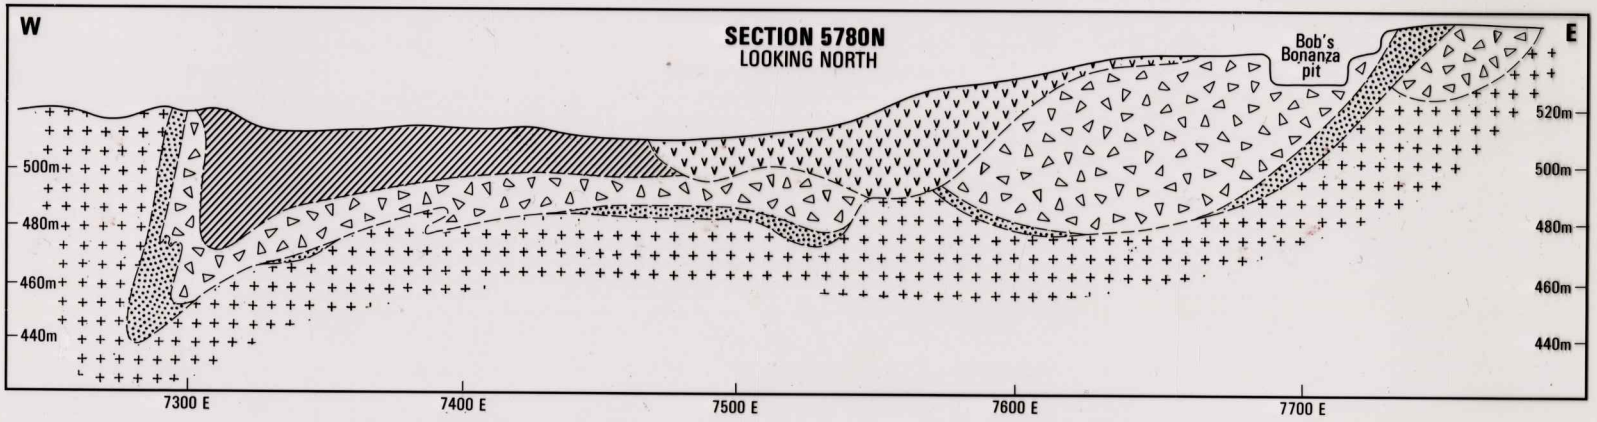 W
SECTION 5780N
LOOKING NORTH
Bob's
Bonanza
pit
E
520m
500m
500m
480m
480m
460m
460m
440m
440m
7300 E
7400 E
7500 E
7600 E
7700 E